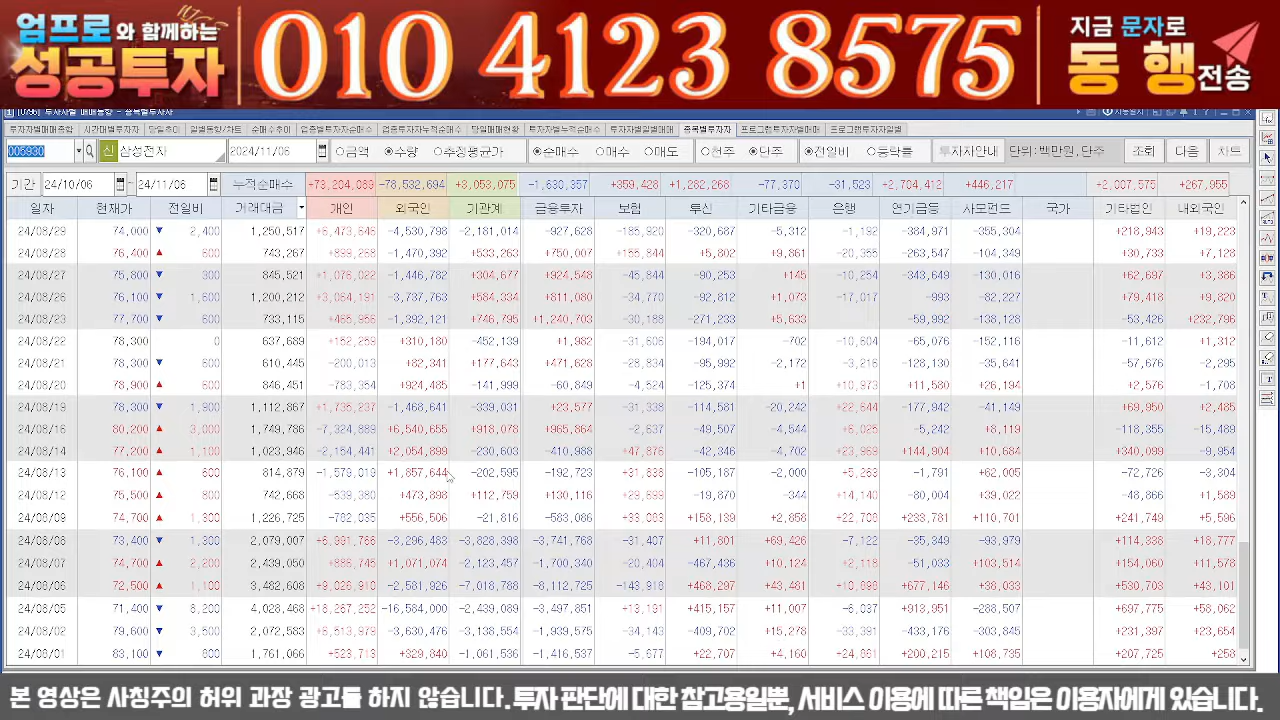 엄프로와 함께하는
성공투자
010 4123 8575
지금 문자로
동행전송
[0796] 투자자별 매매동향 - 종목별투자자
005930 신 삼성전자 2024/11/06 금액 수량 추정평균가 순매수 매수 매도 천주 단주 전일비 등락률 투자자안내 단위:백만원,단주 조회 다음 차트
기간 24/10/06 ~ 24/11/06 누적순매수 -73,204,089 -78,532,694 -1,630,357 +359,428 +1,262,268 -77,370 -31,523 +446,217 +2,007,575 +267,955
일자 현재가 전일비 거래대금 개인 외국인 기관계 금융투자 보험 투신 기타금융 은행 연기금등 사모펀드 국가 기타법인 내외국인
24/08/29 74,000 ▼ 2,400 1,250,517 +6,473,646 -4,530,798 -2,181,014 -927,628 -185,920 -320,687 -5,312 -1,192 -384,971 -355,304 +218,943 +19,223
24/08/28 76,400 ▲ 600 -1,470,392 +533,263 +750,007 +155,844 +5,802 +9,861 -20,355 -263,547 -104,349 +30,733 +7,128
24/08/27 75,800 ▼ 300 845,521 +1,076,022 -1,446,782 +304,677 +924,548 -45,844 -90,253 +145 -10,254 -343,649 -130,016 +62,697 +3,386
24/08/26 76,100 ▼ 1,600 1,200,212 +3,064,191 -3,737,763 +584,334 +811,080 -34,770 -92,812 +1,073 -17,017 -993 -82,227 +79,418 +9,820
24/08/23 77,700 ▼ 600 733,115 +466,956 -1,392,121 +746,795 +1,240,703 -30,188 -271,233 +5,633 -59,992 -138,128 -53,426 +232,796
24/08/22 78,300 0 637,689 +152,259 +310,180 -452,139 +1,982 -31,606 -194,017 -702 -10,604 -65,076 -152,116 -11,612 +1,312
24/08/21 78,300 ▼ 600 610,445 -200,013 +82,341 +177,643 +471,628 -28,834 -95,992 -2,172 -3,216 -128,130 -35,641 -57,676 -2,295
24/08/20 78,900 ▲ 600 846,451 -783,354 +924,485 -141,999 -60,849 -4,524 -125,374 +1 +10,973 +11,580 +26,194 +2,576 -1,708
24/08/19 78,300 ▼ 1,900 1,112,867 +1,735,237 -1,468,641 -339,031 +23,577 -31,338 -114,581 -20,242 +22,644 -177,942 -41,149 +69,950 +2,485
24/08/16 80,200 ▲ 3,000 1,749,786 -7,324,889 +6,540,655 +918,078 +963,864 -2,637 -49,507 -4,544 +6,025 -5,242 +8,119 -118,355 -15,489
24/08/14 77,200 ▲ 1,100 1,023,946 -2,154,441 +2,054,899 -230,603 -410,988 +47,876 -42,346 -4,702 +23,969 +144,904 +10,684 +340,099 -9,954
24/08/13 76,100 ▲ 600 814,879 -1,579,019 +1,857,644 -202,595 -192,723 +31,836 -105,187 -2,000 +5,263 -1,791 +62,005 -72,726 -3,304
24/08/12 75,500 ▲ 800 742,668 -539,380 +473,898 +112,759 +130,118 +29,899 -19,870 -344 +14,140 -80,004 +39,022 -48,866 +1,589
24/08/09 74,700 ▲ 1,300 1,226,725 -782,035 +556,506 -21,816 +158,139 +2,858 +22,708 +233,781 +110,701 +241,749 +5,596
24/08/08 73,400 ▼ 1,300 2,079,007 +6,991,766 -3,296,463 -3,828,398 -3,741,768 -31,407 +11,801 +69,426 -7,122 -35,349 -93,979 +114,338 +18,777
24/08/07 74,700 ▲ 2,200 2,439,050 +886,745 +1,071,074 -2,123,457 -1,700,340 -20,404 -467,436 +10,124 +2,118 -51,033 +103,514 +154,060 +11,578
24/08/06 72,500 ▲ 1,100 3,482,608 +9,026,910 -2,581,926 -7,018,788 -8,112,725 -143,918 +468,297 +43,481 +10,898 +677,146 +38,033 +530,703 +43,101
24/08/05 71,400 ▼ 8,200 4,028,468 +18,267,252 -16,584,000 -2,439,089 -3,497,851 +13,191 +415,157 +11,007 -6,037 +913,951 -288,507 +697,775 +58,062
24/08/02 79,600 ▼ 3,500 2,072,583 +6,513,979 -3,630,476 -3,138,554 -1,939,575 -34,143 -409,702 +15,278 -33,391 -433,176 -303,845 +231,397 +23,654
24/08/01 83,100 ▼ 800 1,761,066 +523,713 +329,840 -1,061,536 -1,416,537 -5,677 +22,707 +4,166 +24,881 +200,215 +108,735 +207,725 +258
본 영상은 사칭주의 허위 과장 광고를 하지 않습니다. 투자 판단에 대한 참고용일뿐, 서비스 이용에 따른 책임은 이용자에게 있습니다.